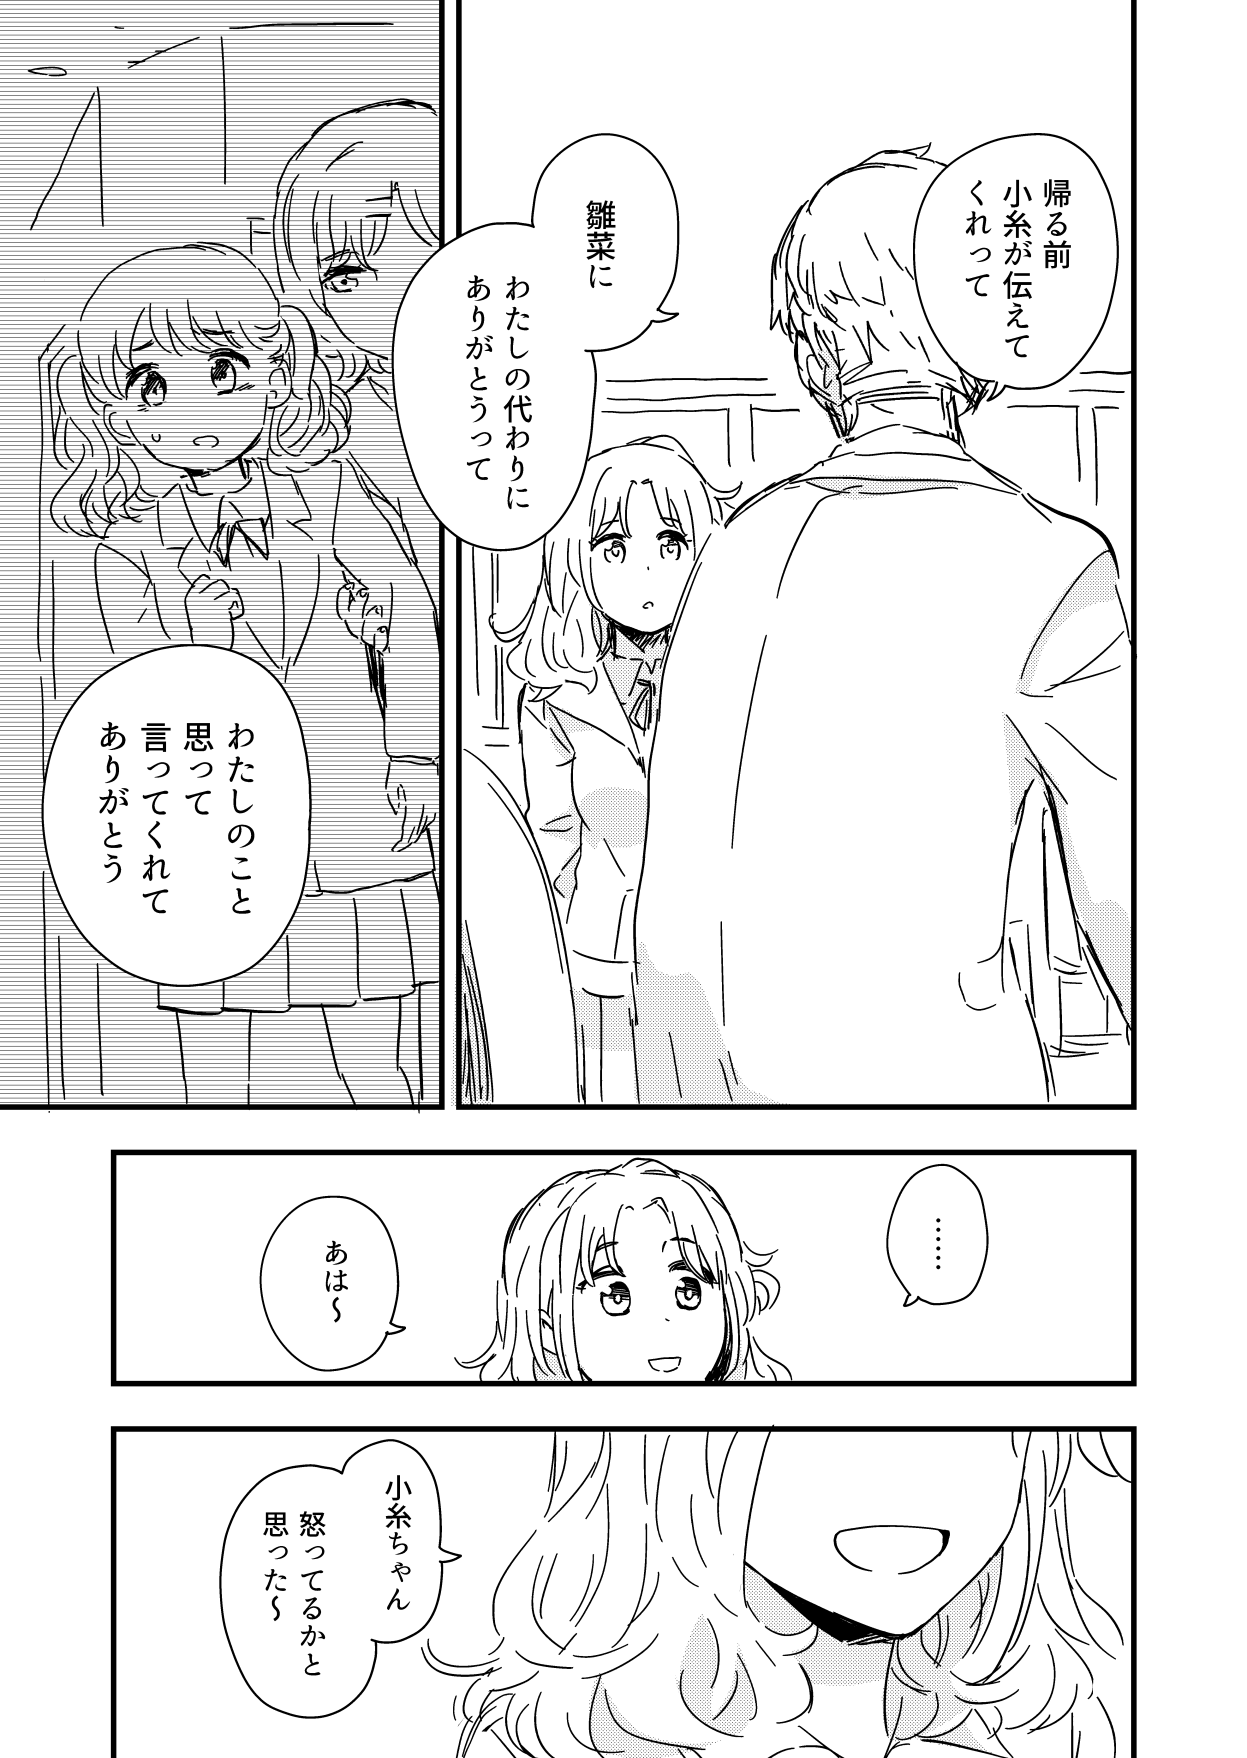 帰る前
小糸が伝えて
くれって
雛菜に
わたしの代わりに
ありがとうって
わたしのこと
思って
言ってくれて
ありがとう
……
あは〜
小糸ちゃん
怒ってるかと
思った〜